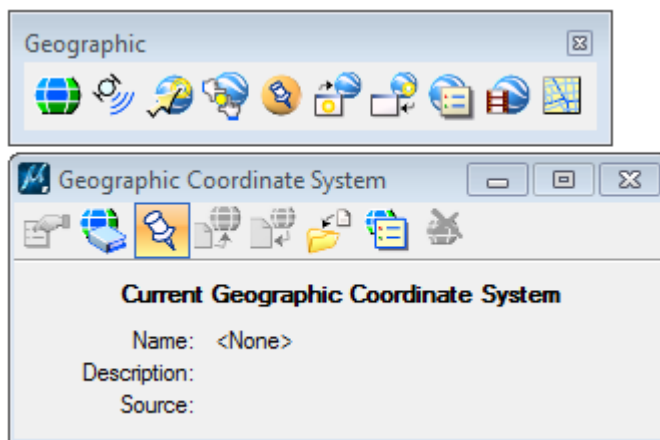 Geographic
Geographic Coordinate System
Current Geographic Coordinate System
Name: <None>
Description:
Source: